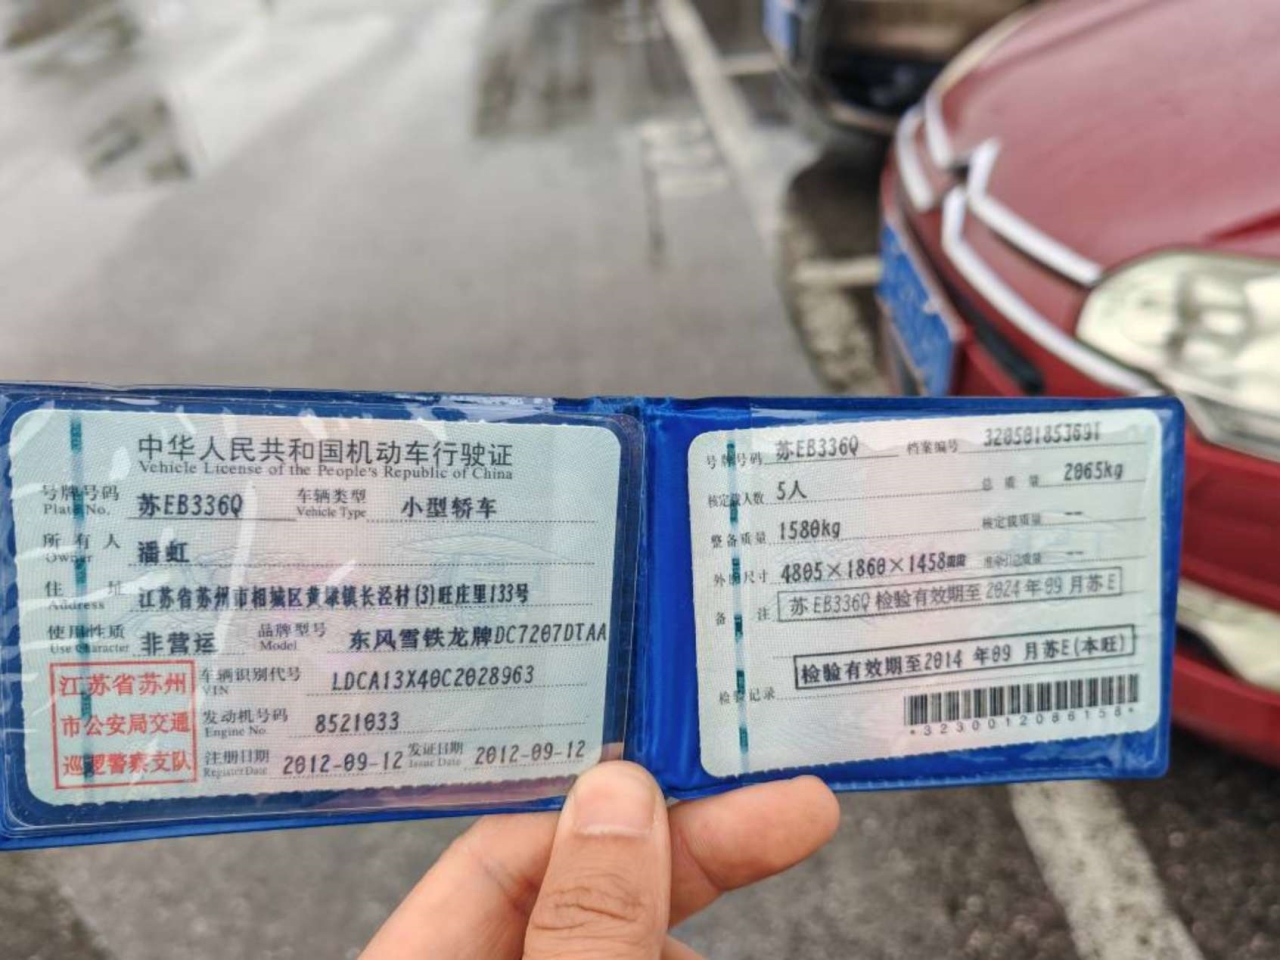 中华人民共和国机动车行驶证
Vehicle License of the People's Republic of China
号牌号码 苏EB336Q 车辆类型 小型轿车
Plate No. Vehicle Type
所有人 潘虹
Owner
住址 江苏省苏州市相城区黄埭镇长泾村(3)旺庄里133号
Address
使用性质 非营运 品牌型号 东风雪铁龙牌DC7207DTAA
Use Character Model
江苏省苏州
市公安局交通
巡逻警察支队
车辆识别代号 LDCA13X40C2028963
VIN
发动机号码 8521033
Engine No.
注册日期 2012-09-12 发证日期 2012-09-12
Register Date Issue Date
号牌号码 苏EB336Q 档案编号 320501853691
核定载人数 5人 总质量 2065kg
整备质量 1580kg 核定载质量 --
外廓尺寸 4805×1860×1458mm 准牵引总质量 --
备注 苏EB336Q 检验有效期至 2024 年 09 月苏E
检验有效期至2014 年09 月苏E(本旺)
检验记录
*3230012086158*